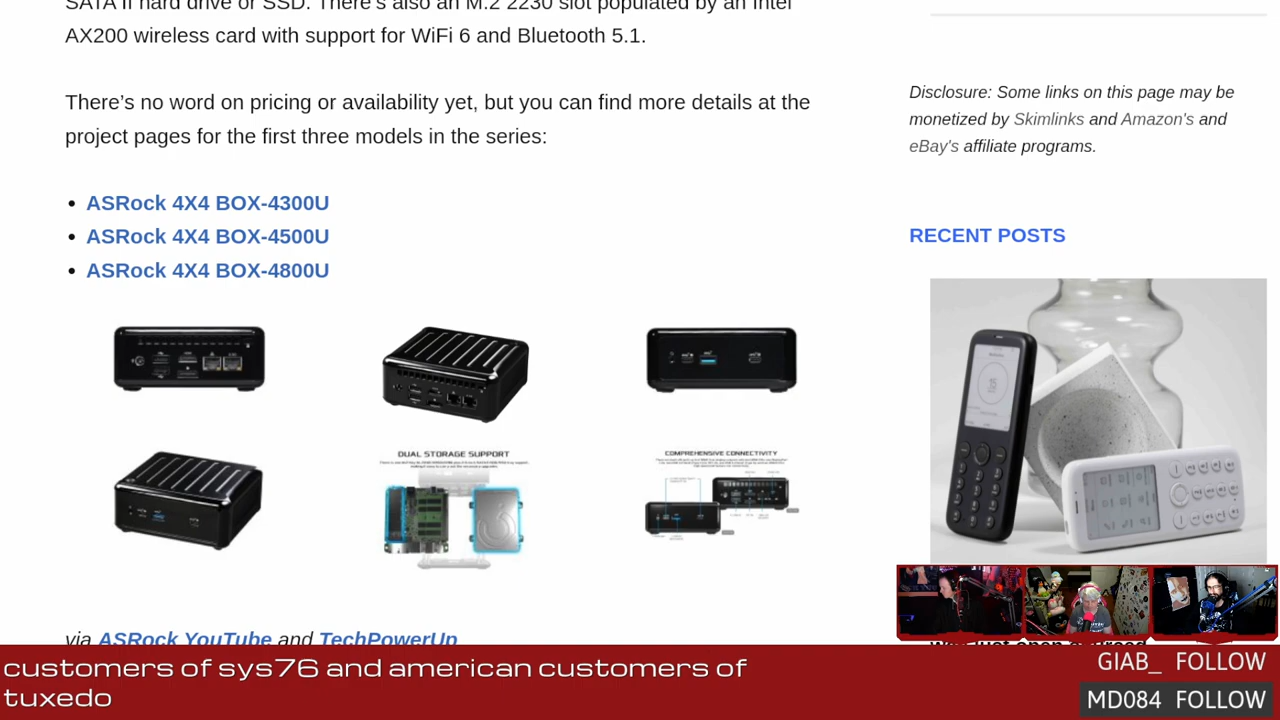 SATA II hard drive or SSD. There's also an M.2 2230 slot populated by an Intel
AX200 wireless card with support for WiFi 6 and Bluetooth 5.1.
There's no word on pricing or availability yet, but you can find more details at the
project pages for the first three models in the series:
• ASRock 4X4 BOX-4300U
• ASRock 4X4 BOX-4500U
• ASRock 4X4 BOX-4800U
DUAL STORAGE SUPPORT
COMPREHENSIVE CONNECTIVITY
via ASRock YouTube and TechPowerUp
Disclosure: Some links on this page may be
monetized by Skimlinks and Amazon's and
eBay's affiliate programs.
RECENT POSTS
customers of sys76 and american customers of
tuxedo
GIAB_ FOLLOW
MD084 FOLLOW